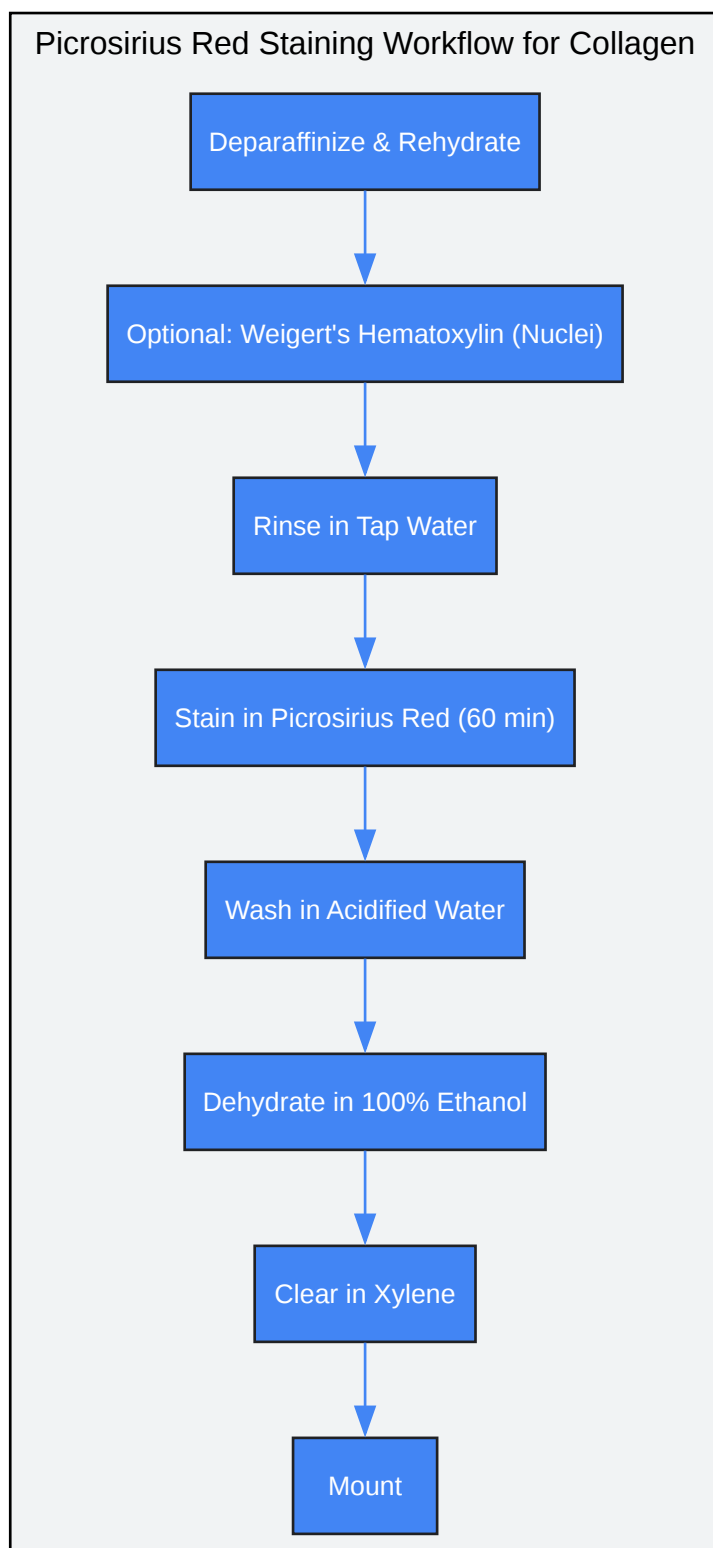 Picrosirius Red Staining Workflow for Collagen
Deparaffinize & Rehydrate
Optional: Weigert's Hematoxylin (Nuclei)
Rinse in Tap Water
Stain in Picrosirius Red (60 min)
Wash in Acidified Water
Dehydrate in 100% Ethanol
Clear in Xylene
Mount